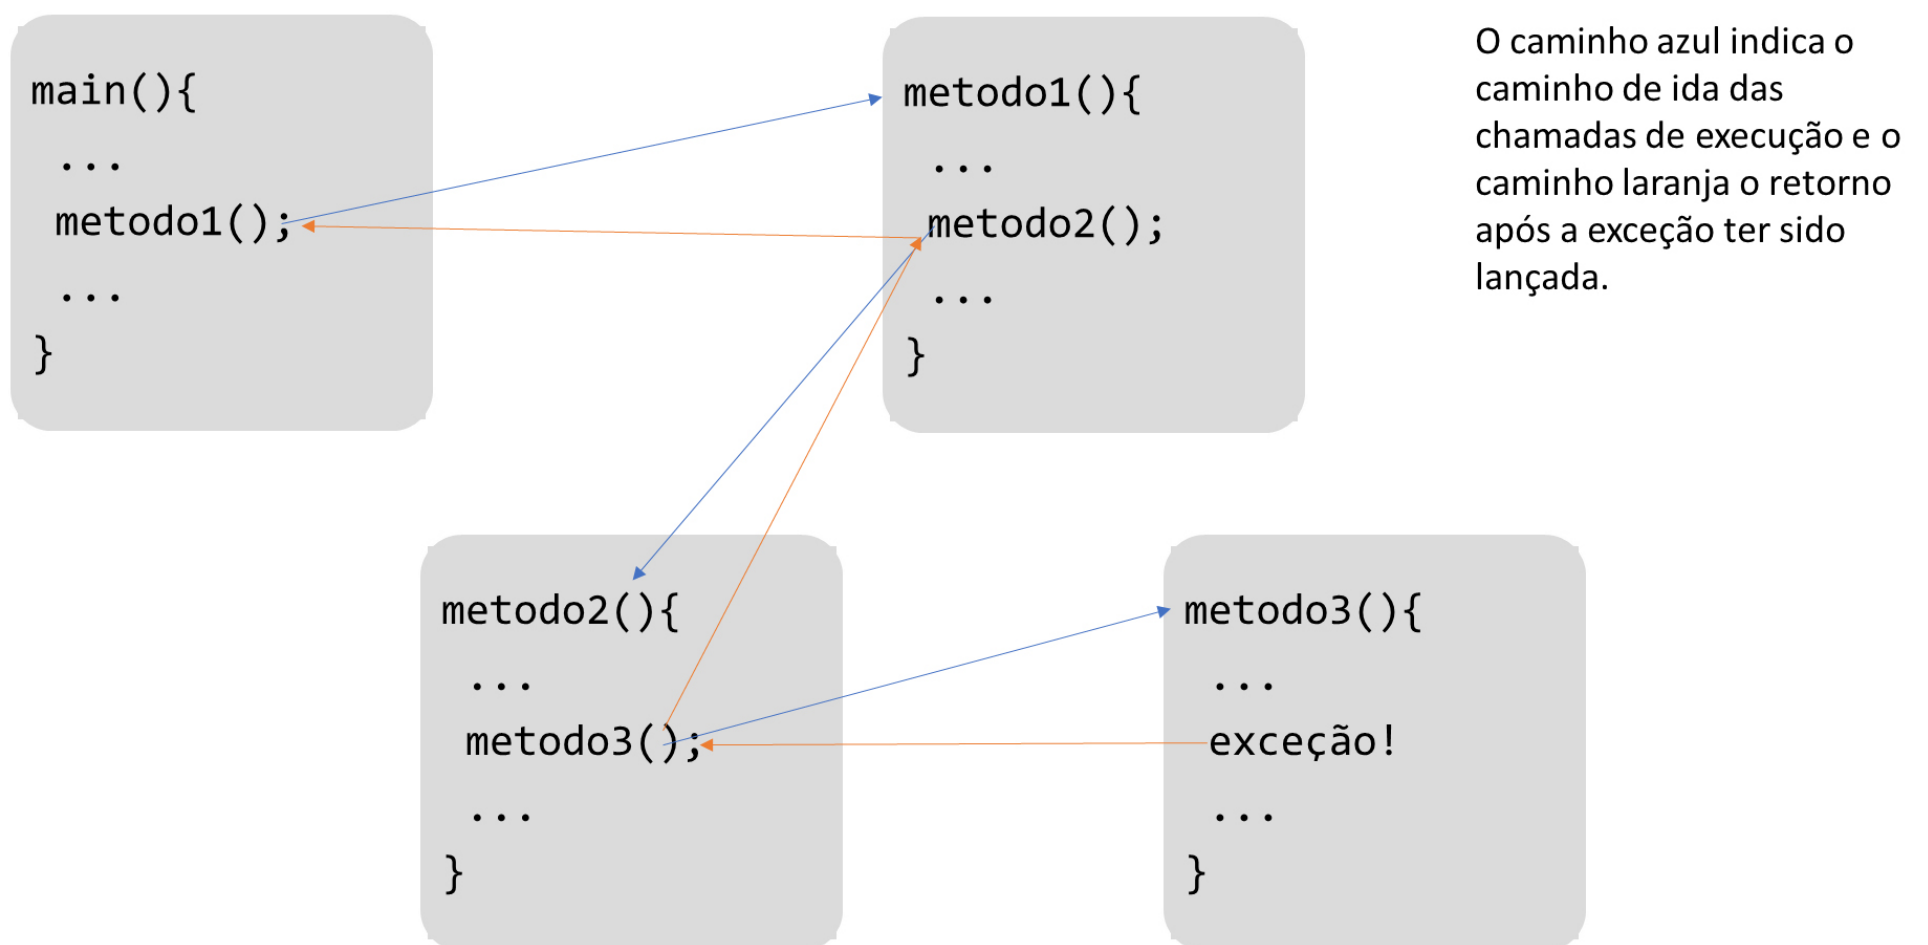 main(){
...
metodo1();
...
}
metodo1(){
...
metodo2();
...
}
O caminho azul indica o
caminho de ida das
chamadas de execução e o
caminho laranja o retorno
após a exceção ter sido
lançada.
metodo2(){
...
metodo3();
...
}
metodo3(){
...
exceção!
...
}